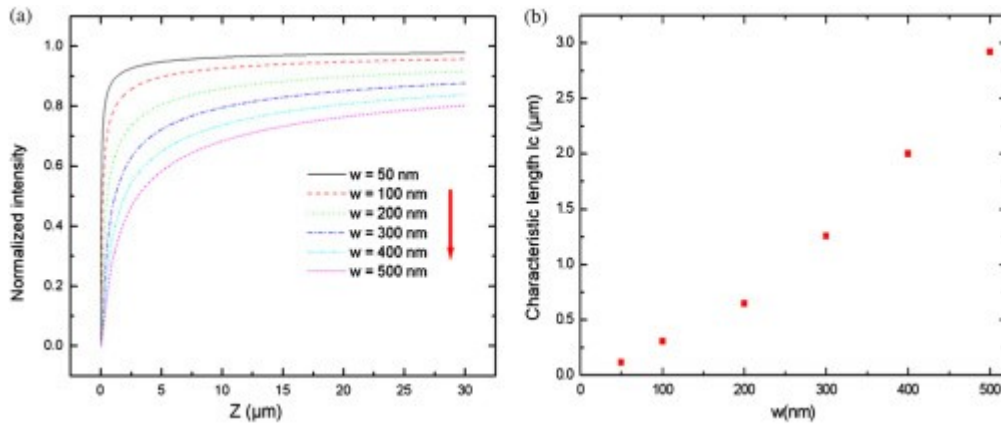 (a)
1.0
0.8
0.6
0.4
0.2
0.0
Normalized intensity
w = 50 nm
w = 100 nm
w = 200 nm
w = 300 nm
w = 400 nm
w = 500 nm
0 5 10 15 20 25 30
Z (μm)
(b)
3.0
2.5
2.0
1.5
1.0
0.5
0.0
Characteristic length lc (μm)
0 100 200 300 400 500
w(nm)